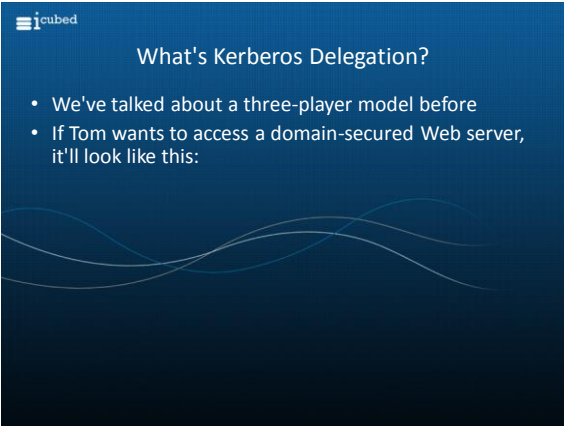 icubed
What's Kerberos Delegation?
• We've talked about a three-player model before
• If Tom wants to access a domain-secured Web server,
it'll look like this: